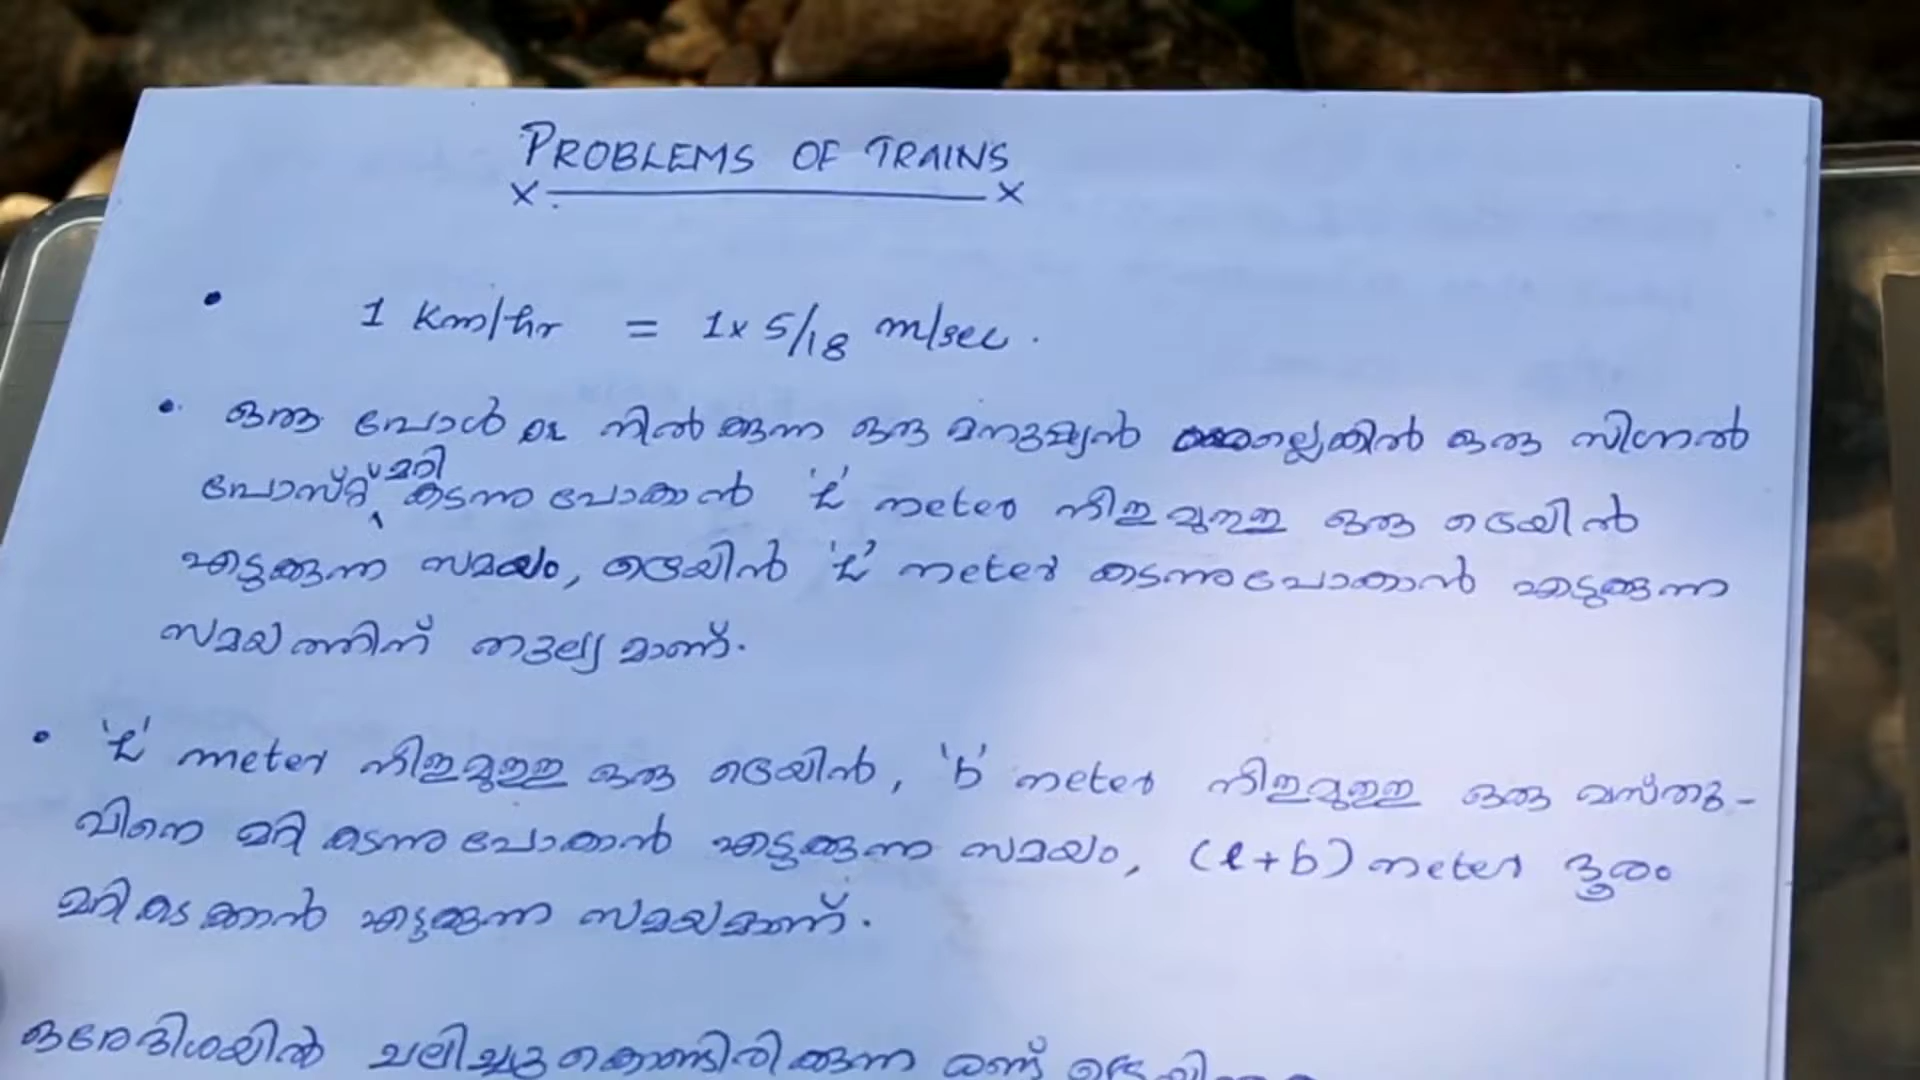 PROBLEMS OF TRAINS
1 Km/hr = 1x 5/18 m/sec.
ഒരു പോൾ or നിൽക്കുന്ന ഒരു മനുഷ്യൻ അല്ലെങ്കിൽ ഒരു സിഗ്നൽ
പോസ്റ്റ് മറി കടന്നു പോകാൻ 'ℓ' meter നീളമുള്ള ഒരു ട്രെയിൻ
എടുക്കുന്ന സമയം, ട്രെയിൻ 'ℓ' meter കടന്നുപോകാൻ എടുക്കുന്ന
സമയത്തിന് തുല്യമാണ്.
'ℓ' meter നീളമുള്ള ഒരു ട്രെയിൻ, 'b' meter നീളമുള്ള ഒരു വസ്തു-
വിനെ മറികടന്നു പോകാൻ എടുക്കുന്ന സമയം, (ℓ+b) meter ദൂരം
മറികടക്കാൻ എടുക്കുന്ന സമയമാണ്.
ഒരേദിശയിൽ ചലിച്ചുകൊണ്ടിരിക്കുന്ന രണ്ട്